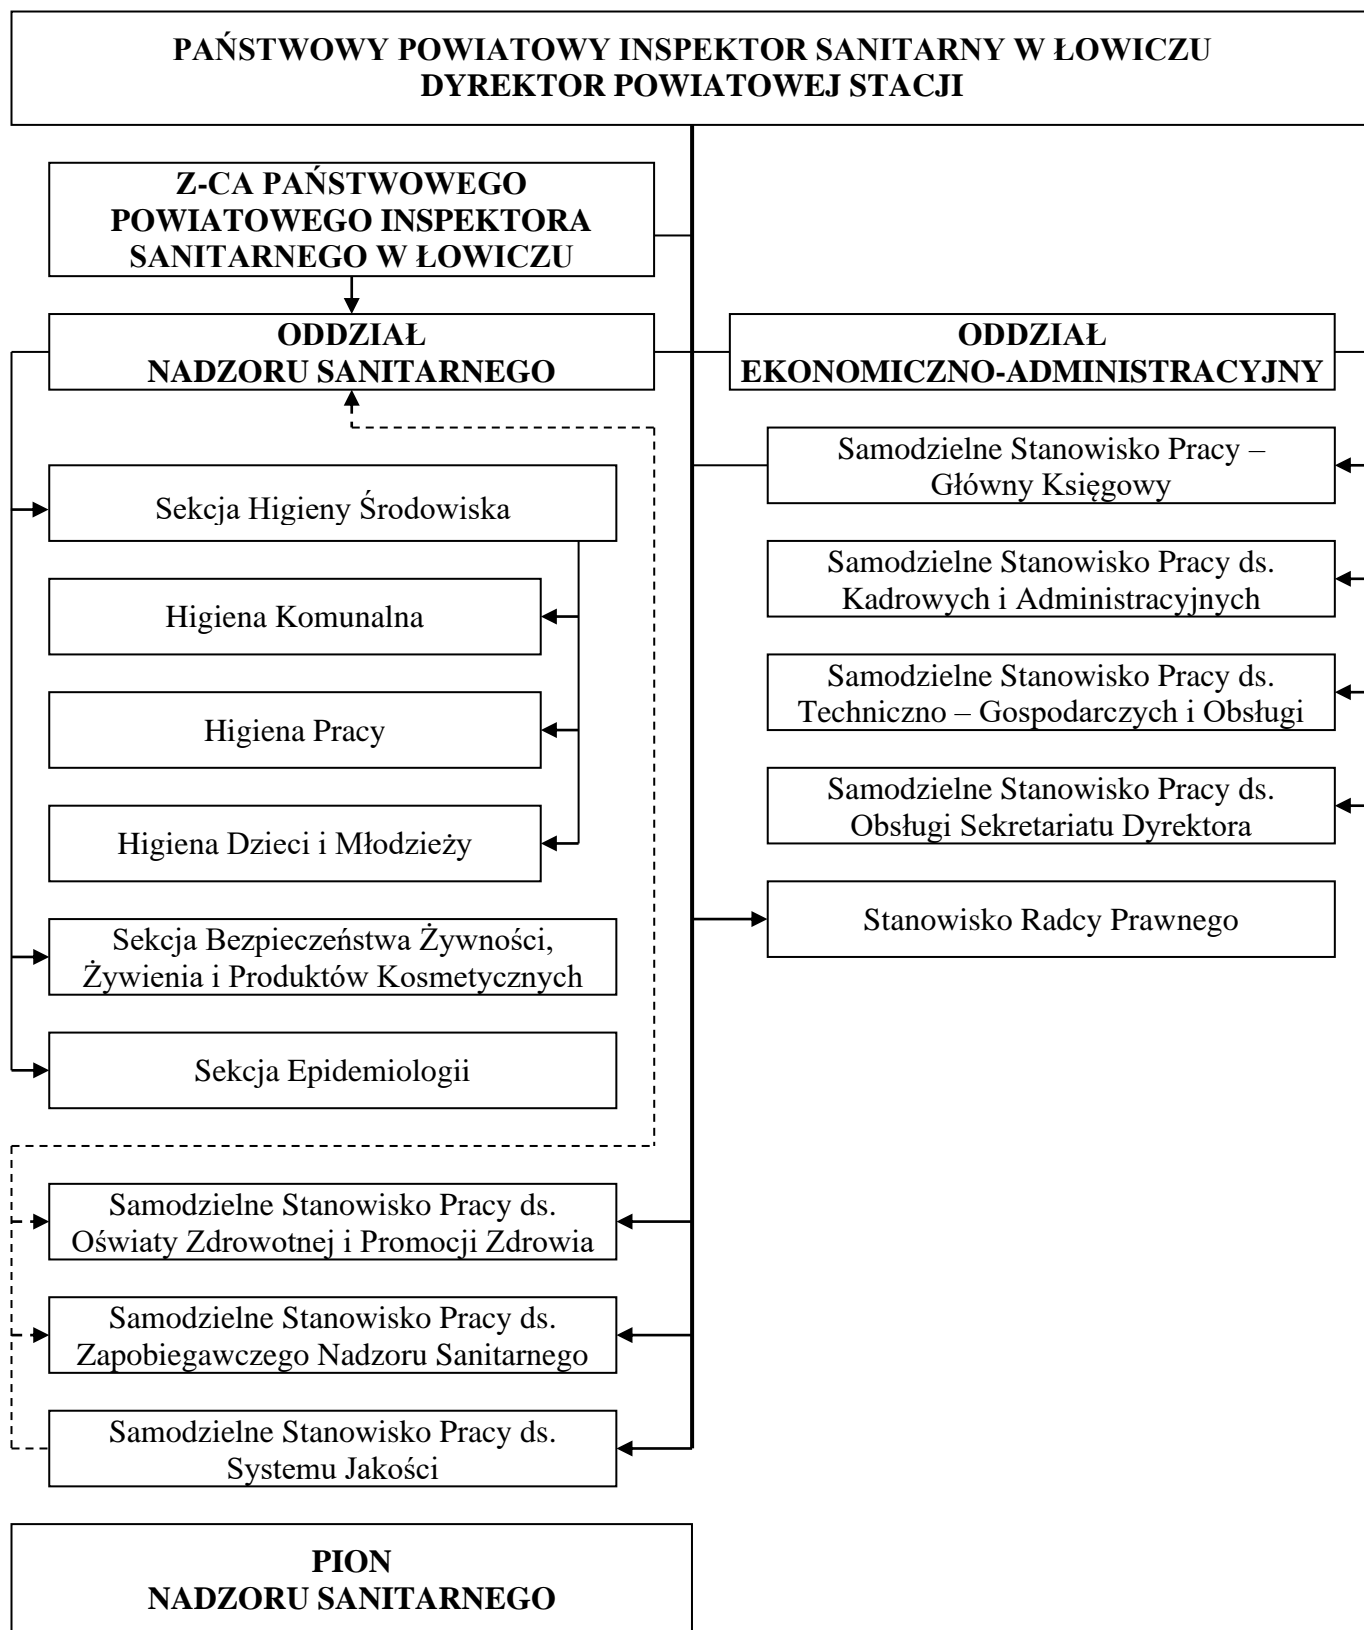 PAŃSTWOWY POWIATOWY INSPEKTOR SANITARNY W ŁOWICZU
DYREKTOR POWIATOWEJ STACJI
Z-CA PAŃSTWOWEGO
POWIATOWEGO INSPEKTORA
SANITARNEGO W ŁOWICZU
ODDZIAŁ
NADZORU SANITARNEGO
Sekcja Higieny Środowiska
Higiena Komunalna
Higiena Pracy
Higiena Dzieci i Młodzieży
Sekcja Bezpieczeństwa Żywności,
Żywienia i Produktów Kosmetycznych
Sekcja Epidemiologii
Samodzielne Stanowisko Pracy ds.
Oświaty Zdrowotnej i Promocji Zdrowia
Samodzielne Stanowisko Pracy ds.
Zapobiegawczego Nadzoru Sanitarnego
Samodzielne Stanowisko Pracy ds.
Systemu Jakości
PION
NADZORU SANITARNEGO
ODDZIAŁ
EKONOMICZNO-ADMINISTRACYJNY
Samodzielne Stanowisko Pracy –
Główny Księgowy
Samodzielne Stanowisko Pracy ds.
Kadrowych i Administracyjnych
Samodzielne Stanowisko Pracy ds.
Techniczno – Gospodarczych i Obsługi
Samodzielne Stanowisko Pracy ds.
Obsługi Sekretariatu Dyrektora
Stanowisko Radcy Prawnego